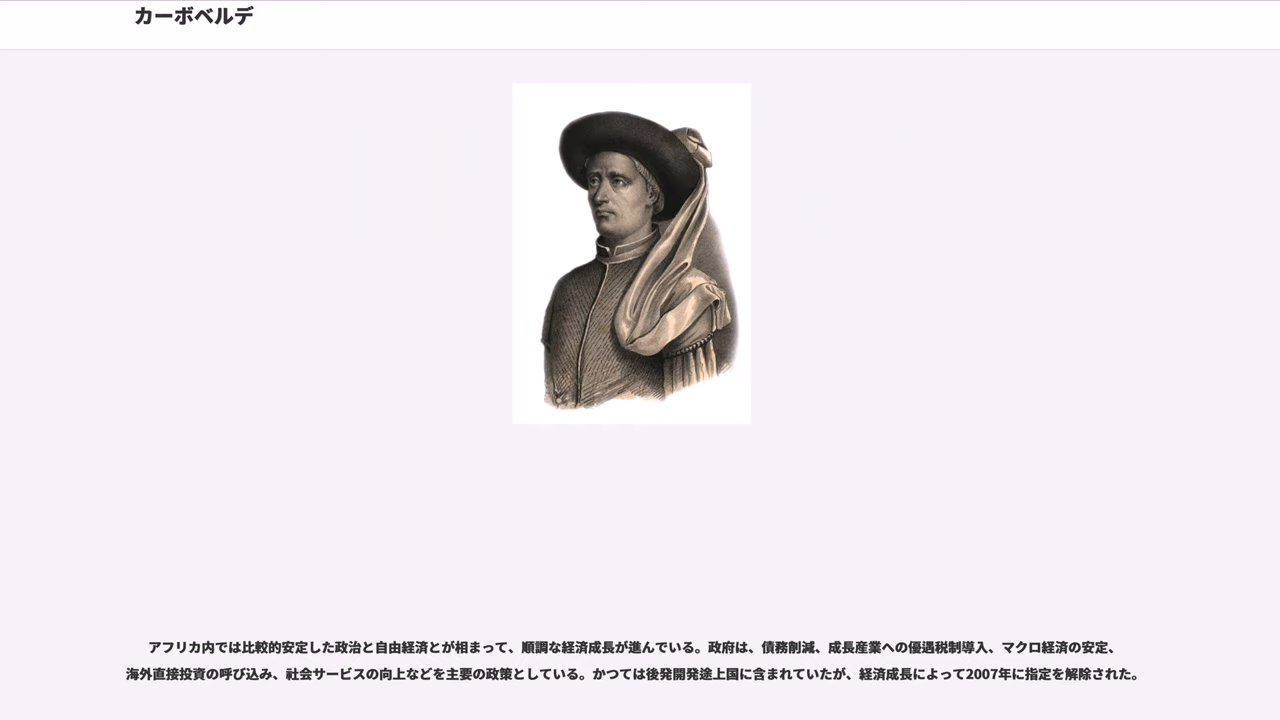 カーボベルデ
アフリカ内では比較的安定した政治と自由経済とが相まって、順調な経済成長が進んでいる。政府は、債務削減、成長産業への優遇税制導入、マクロ経済の安定、
海外直接投資の呼び込み、社会サービスの向上などを主要の政策としている。かつては後発開発途上国に含まれていたが、経済成長によって2007年に指定を解除された。